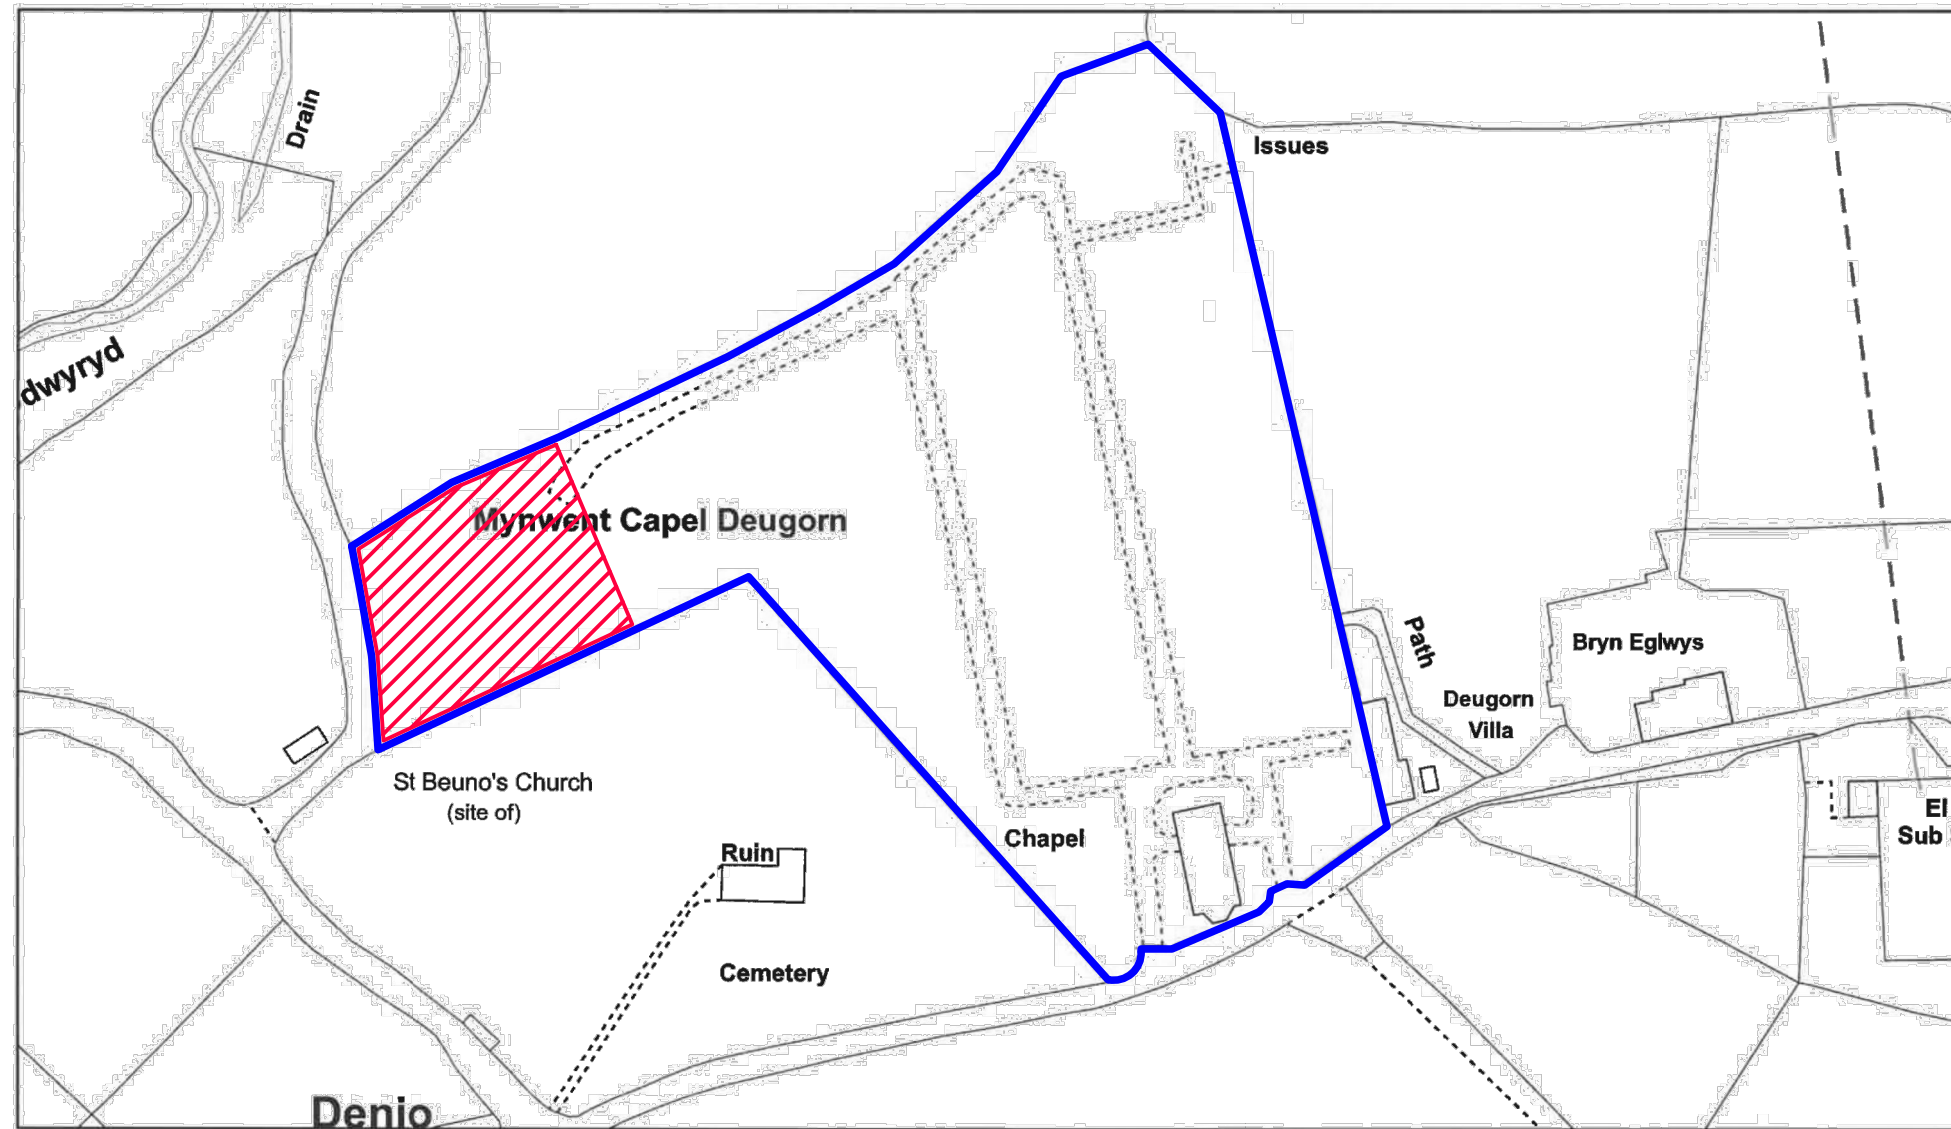 Drain
Issues
dwyryd
Mynwent Capel Deugorn
Path
Bryn Eglwys
Deugorn
Villa
St Beuno's Church
(site of)
El
Sub
Chapel
Ruin
Cemetery
Denio